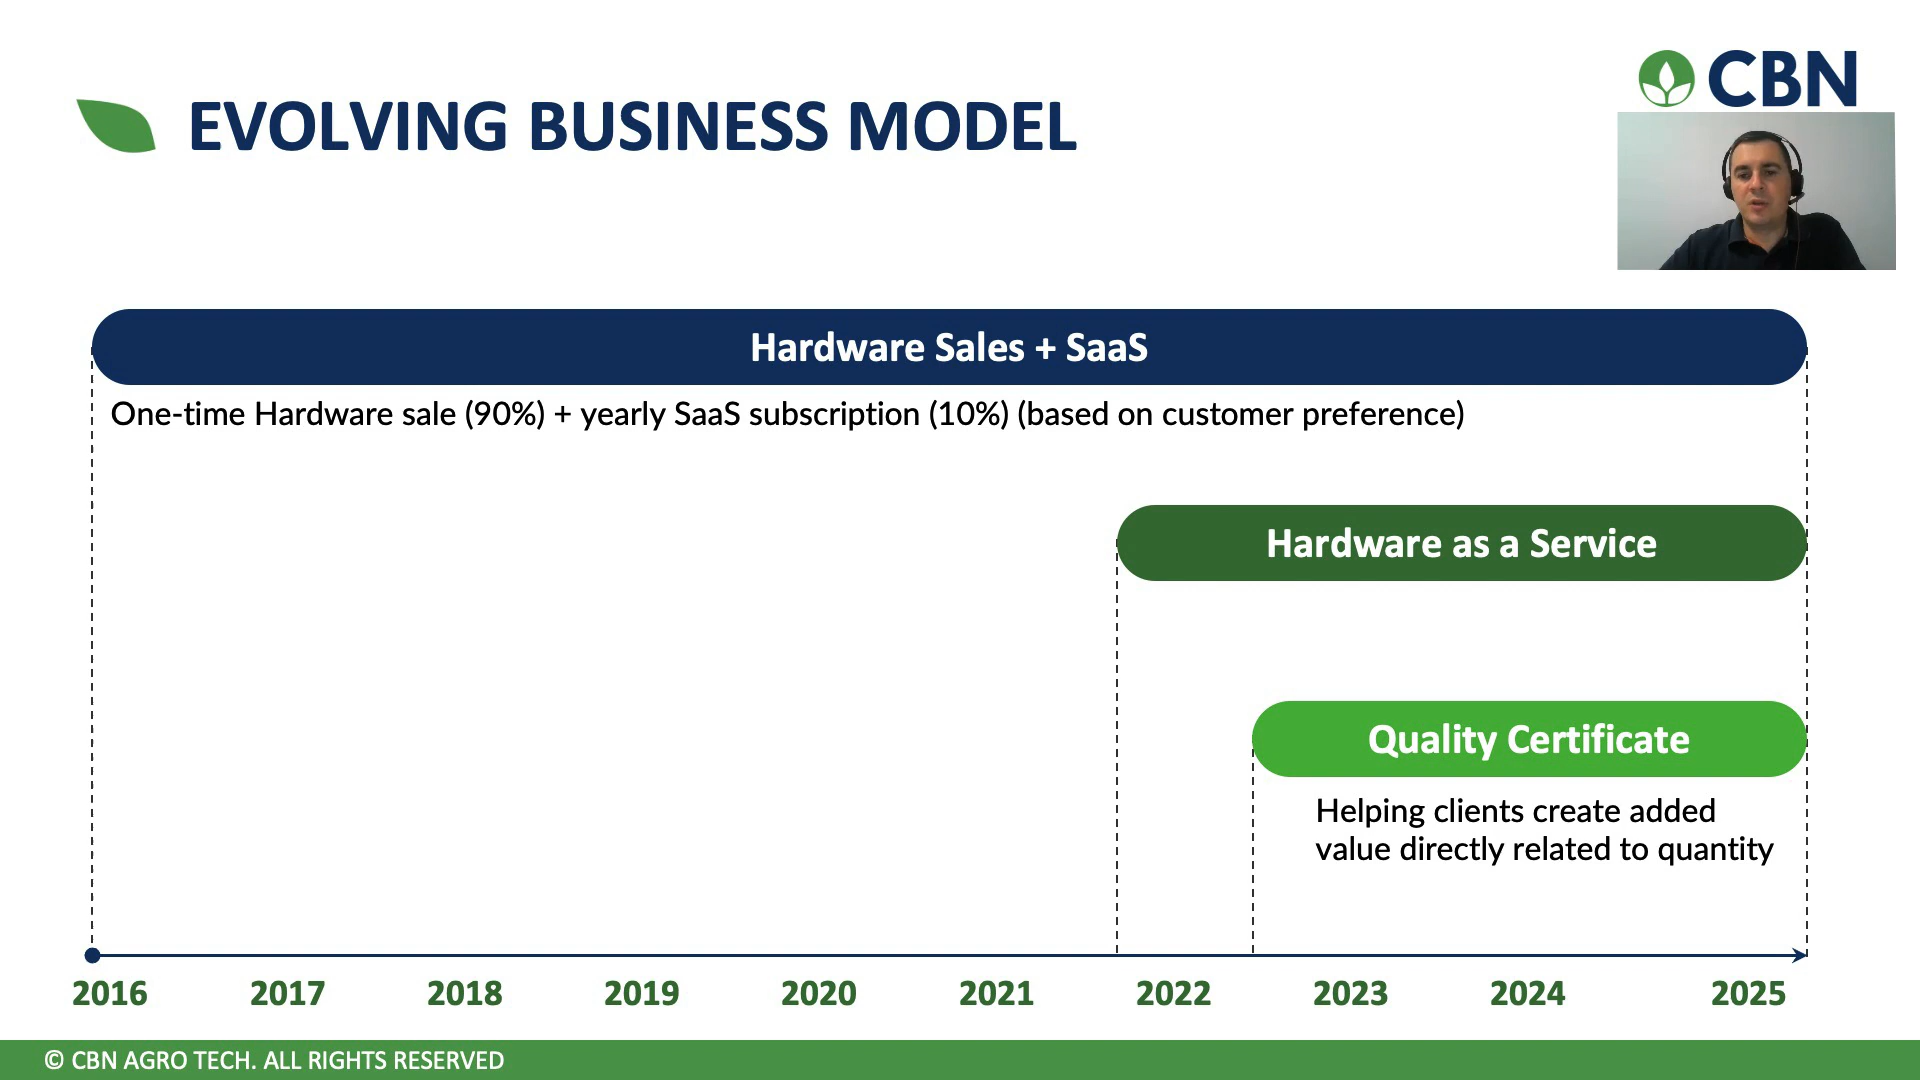 EVOLVING BUSINESS MODEL
CBN
Hardware Sales + SaaS
One-time Hardware sale (90%) + yearly SaaS subscription (10%) (based on customer preference)
Hardware as a Service
Quality Certificate
Helping clients create added
value directly related to quantity
2016 2017 2018 2019 2020 2021 2022 2023 2024 2025
© CBN AGRO TECH. ALL RIGHTS RESERVED